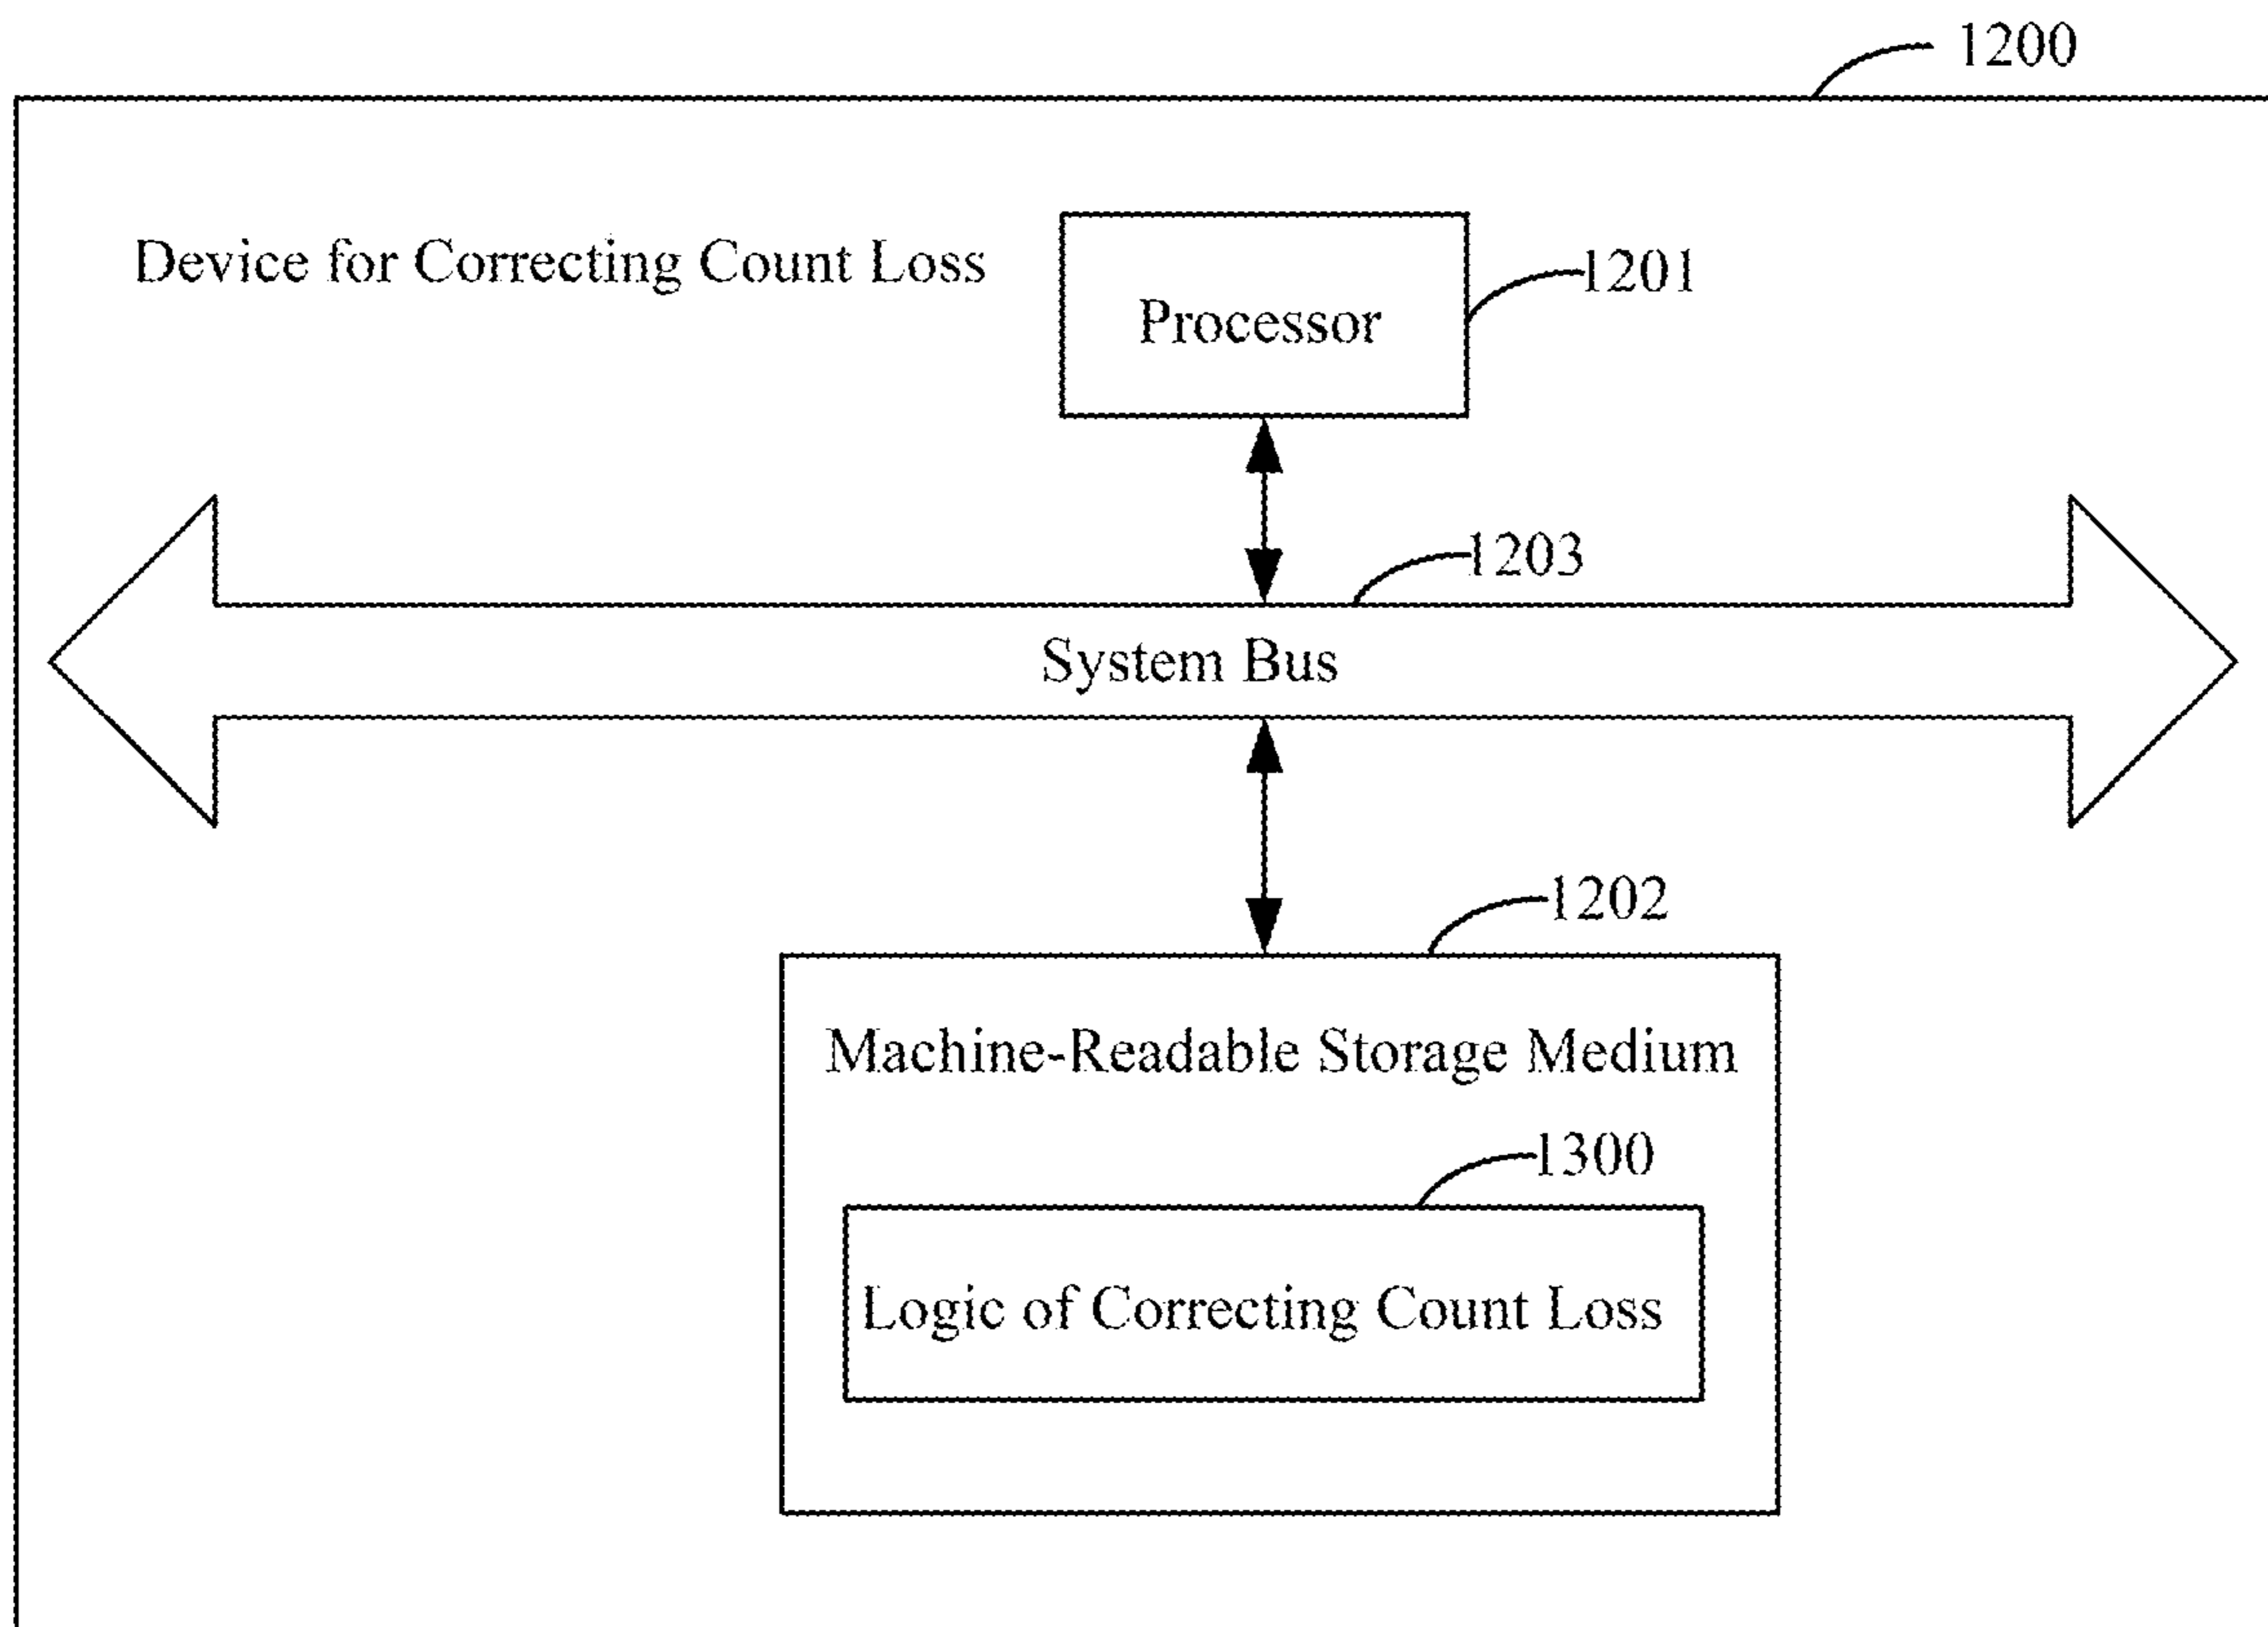 1200
Device for Correcting Count Loss
Processor
1201
1203
System Bus
1202
Machine-Readable Storage Medium
1300
Logic of Correcting Count Loss